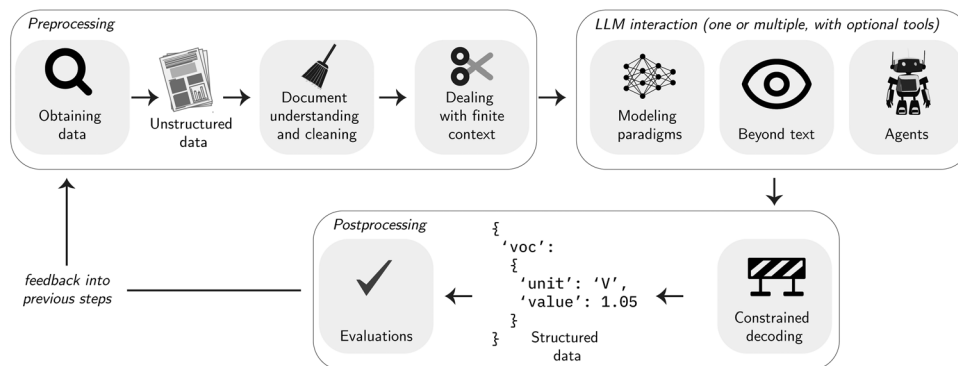 Preprocessing
Obtaining
data
Unstructured
data
Document
understanding
and cleaning
Dealing
with finite
context
LLM interaction (one or multiple, with optional tools)
Modeling
paradigms
Beyond text
Agents
Postprocessing
Constrained
decoding
{
'voc':
{
'unit': 'V',
'value': 1.05
}
}
Structured
data
Evaluations
feedback into
previous steps